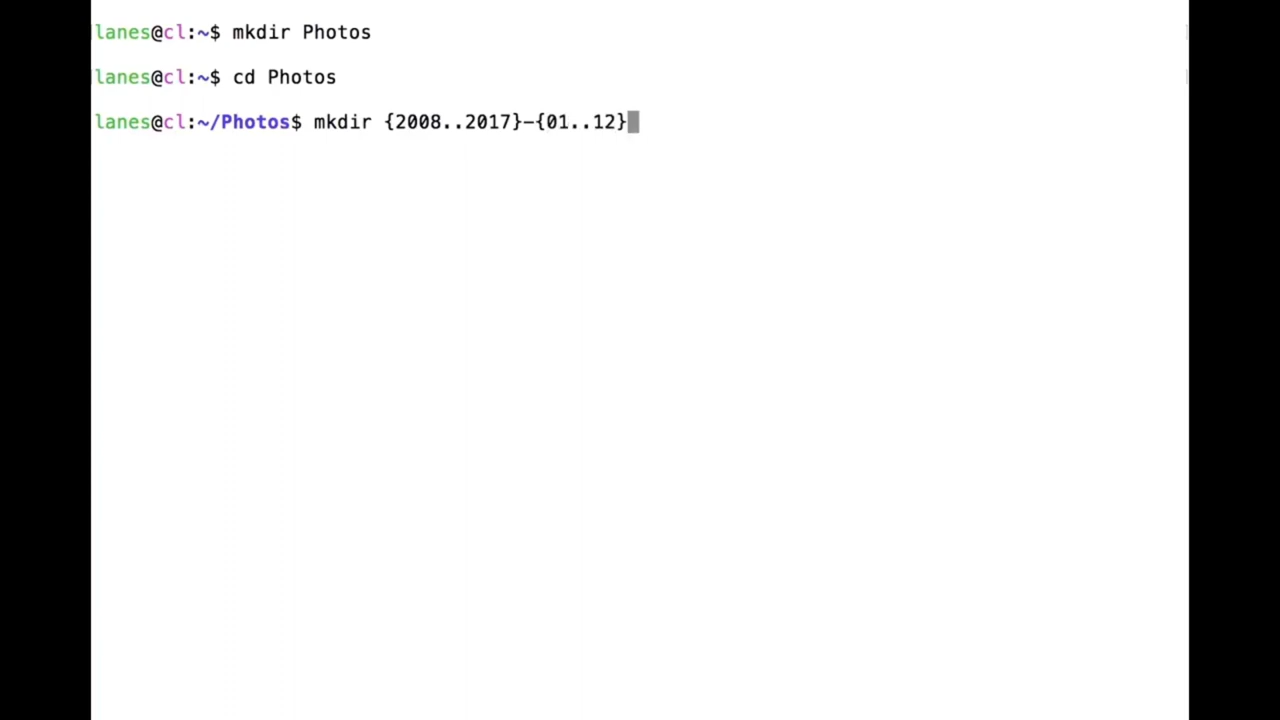 lanes@cl:~$ mkdir Photos
lanes@cl:~$ cd Photos
lanes@cl:~/Photos$ mkdir {2008..2017}-{01..12}